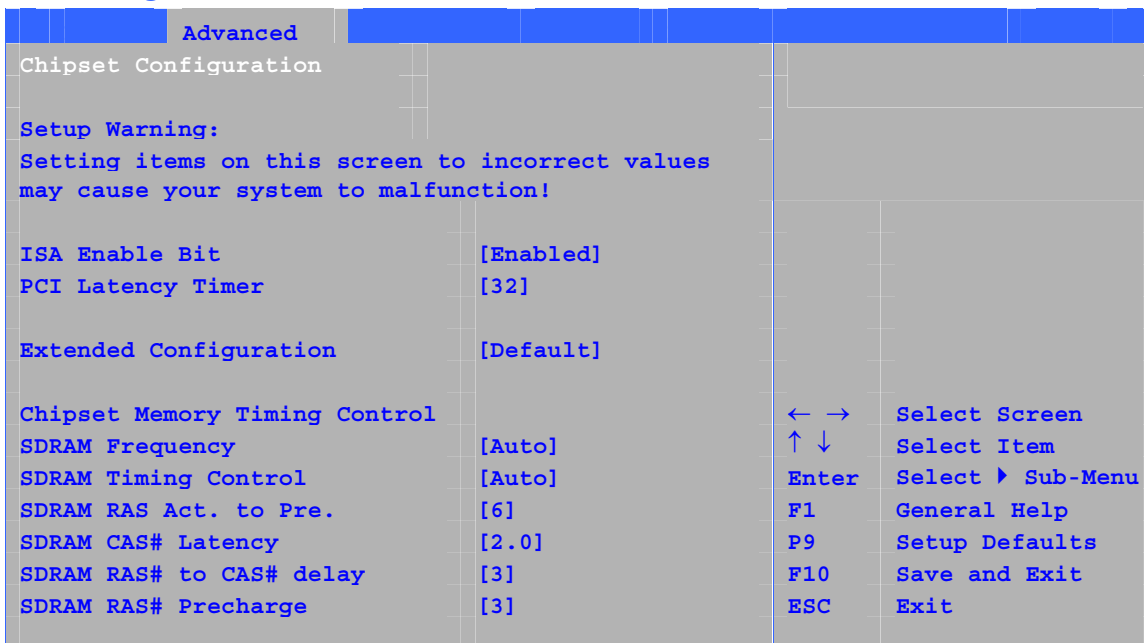 Advanced
Chipset Configuration
Setup Warning:
Setting items on this screen to incorrect values
may cause your system to malfunction!
ISA Enable Bit [Enabled]
PCI Latency Timer [32]
Extended Configuration [Default]
Chipset Memory Timing Control
SDRAM Frequency [Auto]
SDRAM Timing Control [Auto]
SDRAM RAS Act. to Pre. [6]
SDRAM CAS# Latency [2.0]
SDRAM RAS# to CAS# delay [3]
SDRAM RAS# Precharge [3]
← → Select Screen
↑ ↓ Select Item
Enter Select ▶ Sub-Menu
F1 General Help
P9 Setup Defaults
F10 Save and Exit
ESC Exit